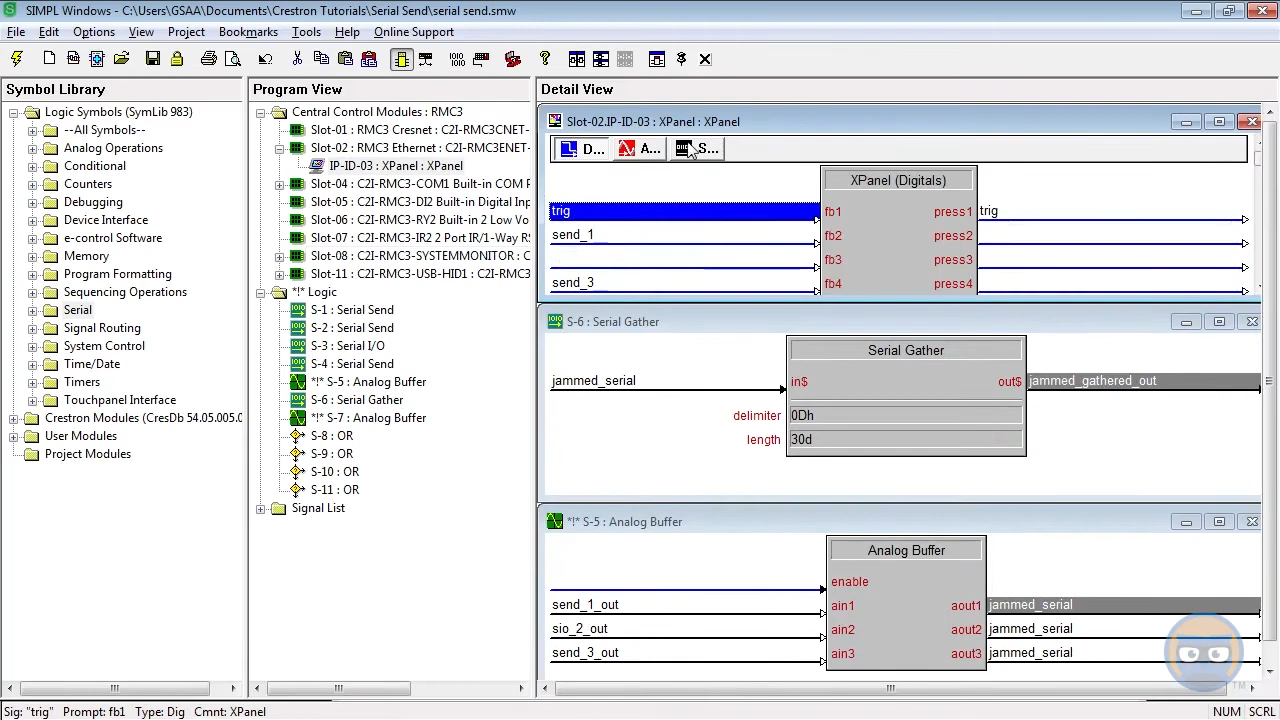 SIMPL Windows - C:\Users\GSAA\Documents\Crestron Tutorials\Serial Send\serial send.smw
File Edit Options View Project Bookmarks Tools Help Online Support
Symbol Library
Logic Symbols (SymLib 983)
--All Symbols--
Analog Operations
Conditional
Counters
Debugging
Device Interface
e-control Software
Memory
Program Formatting
Sequencing Operations
Serial
Signal Routing
System Control
Time/Date
Timers
Touchpanel Interface
Crestron Modules (CresDb 54.05.005.0
User Modules
Project Modules
Program View
Central Control Modules : RMC3
Slot-01 : RMC3 Cresnet : C2I-RMC3CNET-
Slot-02 : RMC3 Ethernet : C2I-RMC3ENET-
IP-ID-03 : XPanel : XPanel
Slot-04 : C2I-RMC3-COM1 Built-in COM P
Slot-05 : C2I-RMC3-DI2 Built-in Digital Inp
Slot-06 : C2I-RMC3-RY2 Built-in 2 Low Vo
Slot-07 : C2I-RMC3-IR2 2 Port IR/1-Way RS
Slot-08 : C2I-RMC3-SYSTEMMONITOR : C
Slot-11 : C2I-RMC3-USB-HID1 : C2I-RMC3
*!* Logic
S-1 : Serial Send
S-2 : Serial Send
S-3 : Serial I/O
S-4 : Serial Send
*!* S-5 : Analog Buffer
S-6 : Serial Gather
*!* S-7 : Analog Buffer
S-8 : OR
S-9 : OR
S-10 : OR
S-11 : OR
Signal List
Detail View
Slot-02.IP-ID-03 : XPanel : XPanel
D... A... S...
XPanel (Digitals)
trig fb1 press1 trig
send_1 fb2 press2
fb3 press3
send_3 fb4 press4
S-6 : Serial Gather
Serial Gather
jammed_serial in$ out$ jammed_gathered_out
delimiter 0Dh
length 30d
*!* S-5 : Analog Buffer
Analog Buffer
enable
send_1_out ain1 aout1 jammed_serial
sio_2_out ain2 aout2 jammed_serial
send_3_out ain3 aout3 jammed_serial
TM
Sig: "trig" Prompt: fb1 Type: Dig Cmnt: XPanel NUM SCRL